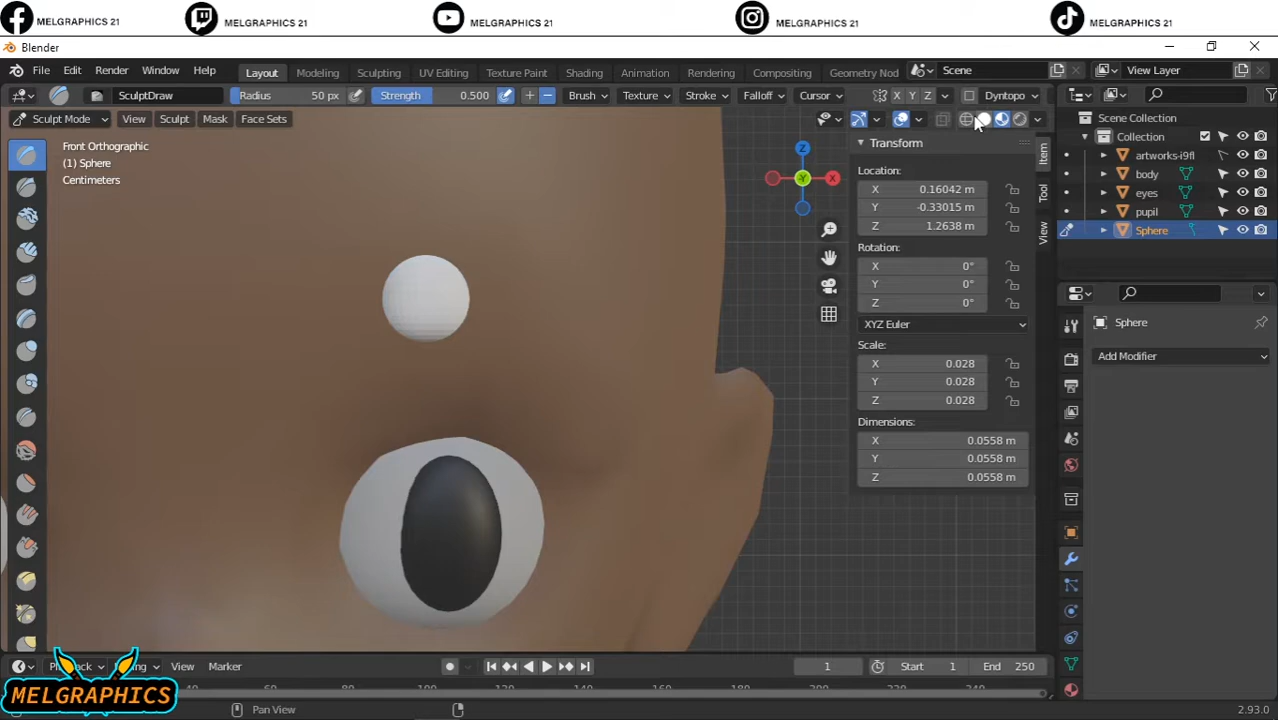 MELGRAPHICS 21 MELGRAPHICS 21 MELGRAPHICS 21 MELGRAPHICS 21 MELGRAPHICS 21
Blender
File Edit Render Window Help Layout Modeling Sculpting UV Editing Texture Paint Shading Animation Rendering Compositing Geometry Nod Scene View Layer
SculptDraw Radius 50 px Strength 0.500 Brush Texture Stroke Falloff Cursor X Y Z Dyntopo
Sculpt Mode View Sculpt Mask Face Sets
Scene Collection
Collection
artworks-i9fl
body
eyes
pupil
Sphere
Front Orthographic
(1) Sphere
Centimeters
Z
X
Y
Transform
Location:
X 0.16042 m
Y -0.33015 m
Z 1.2638 m
Rotation:
X 0°
Y 0°
Z 0°
XYZ Euler
Scale:
X 0.028
Y 0.028
Z 0.028
Dimensions:
X 0.0558 m
Y 0.0558 m
Z 0.0558 m
Item
Tool
View
Sphere
Add Modifier
View Marker 1 Start 1 End 250
MELGRAPHICS
Pan View 2.93.0